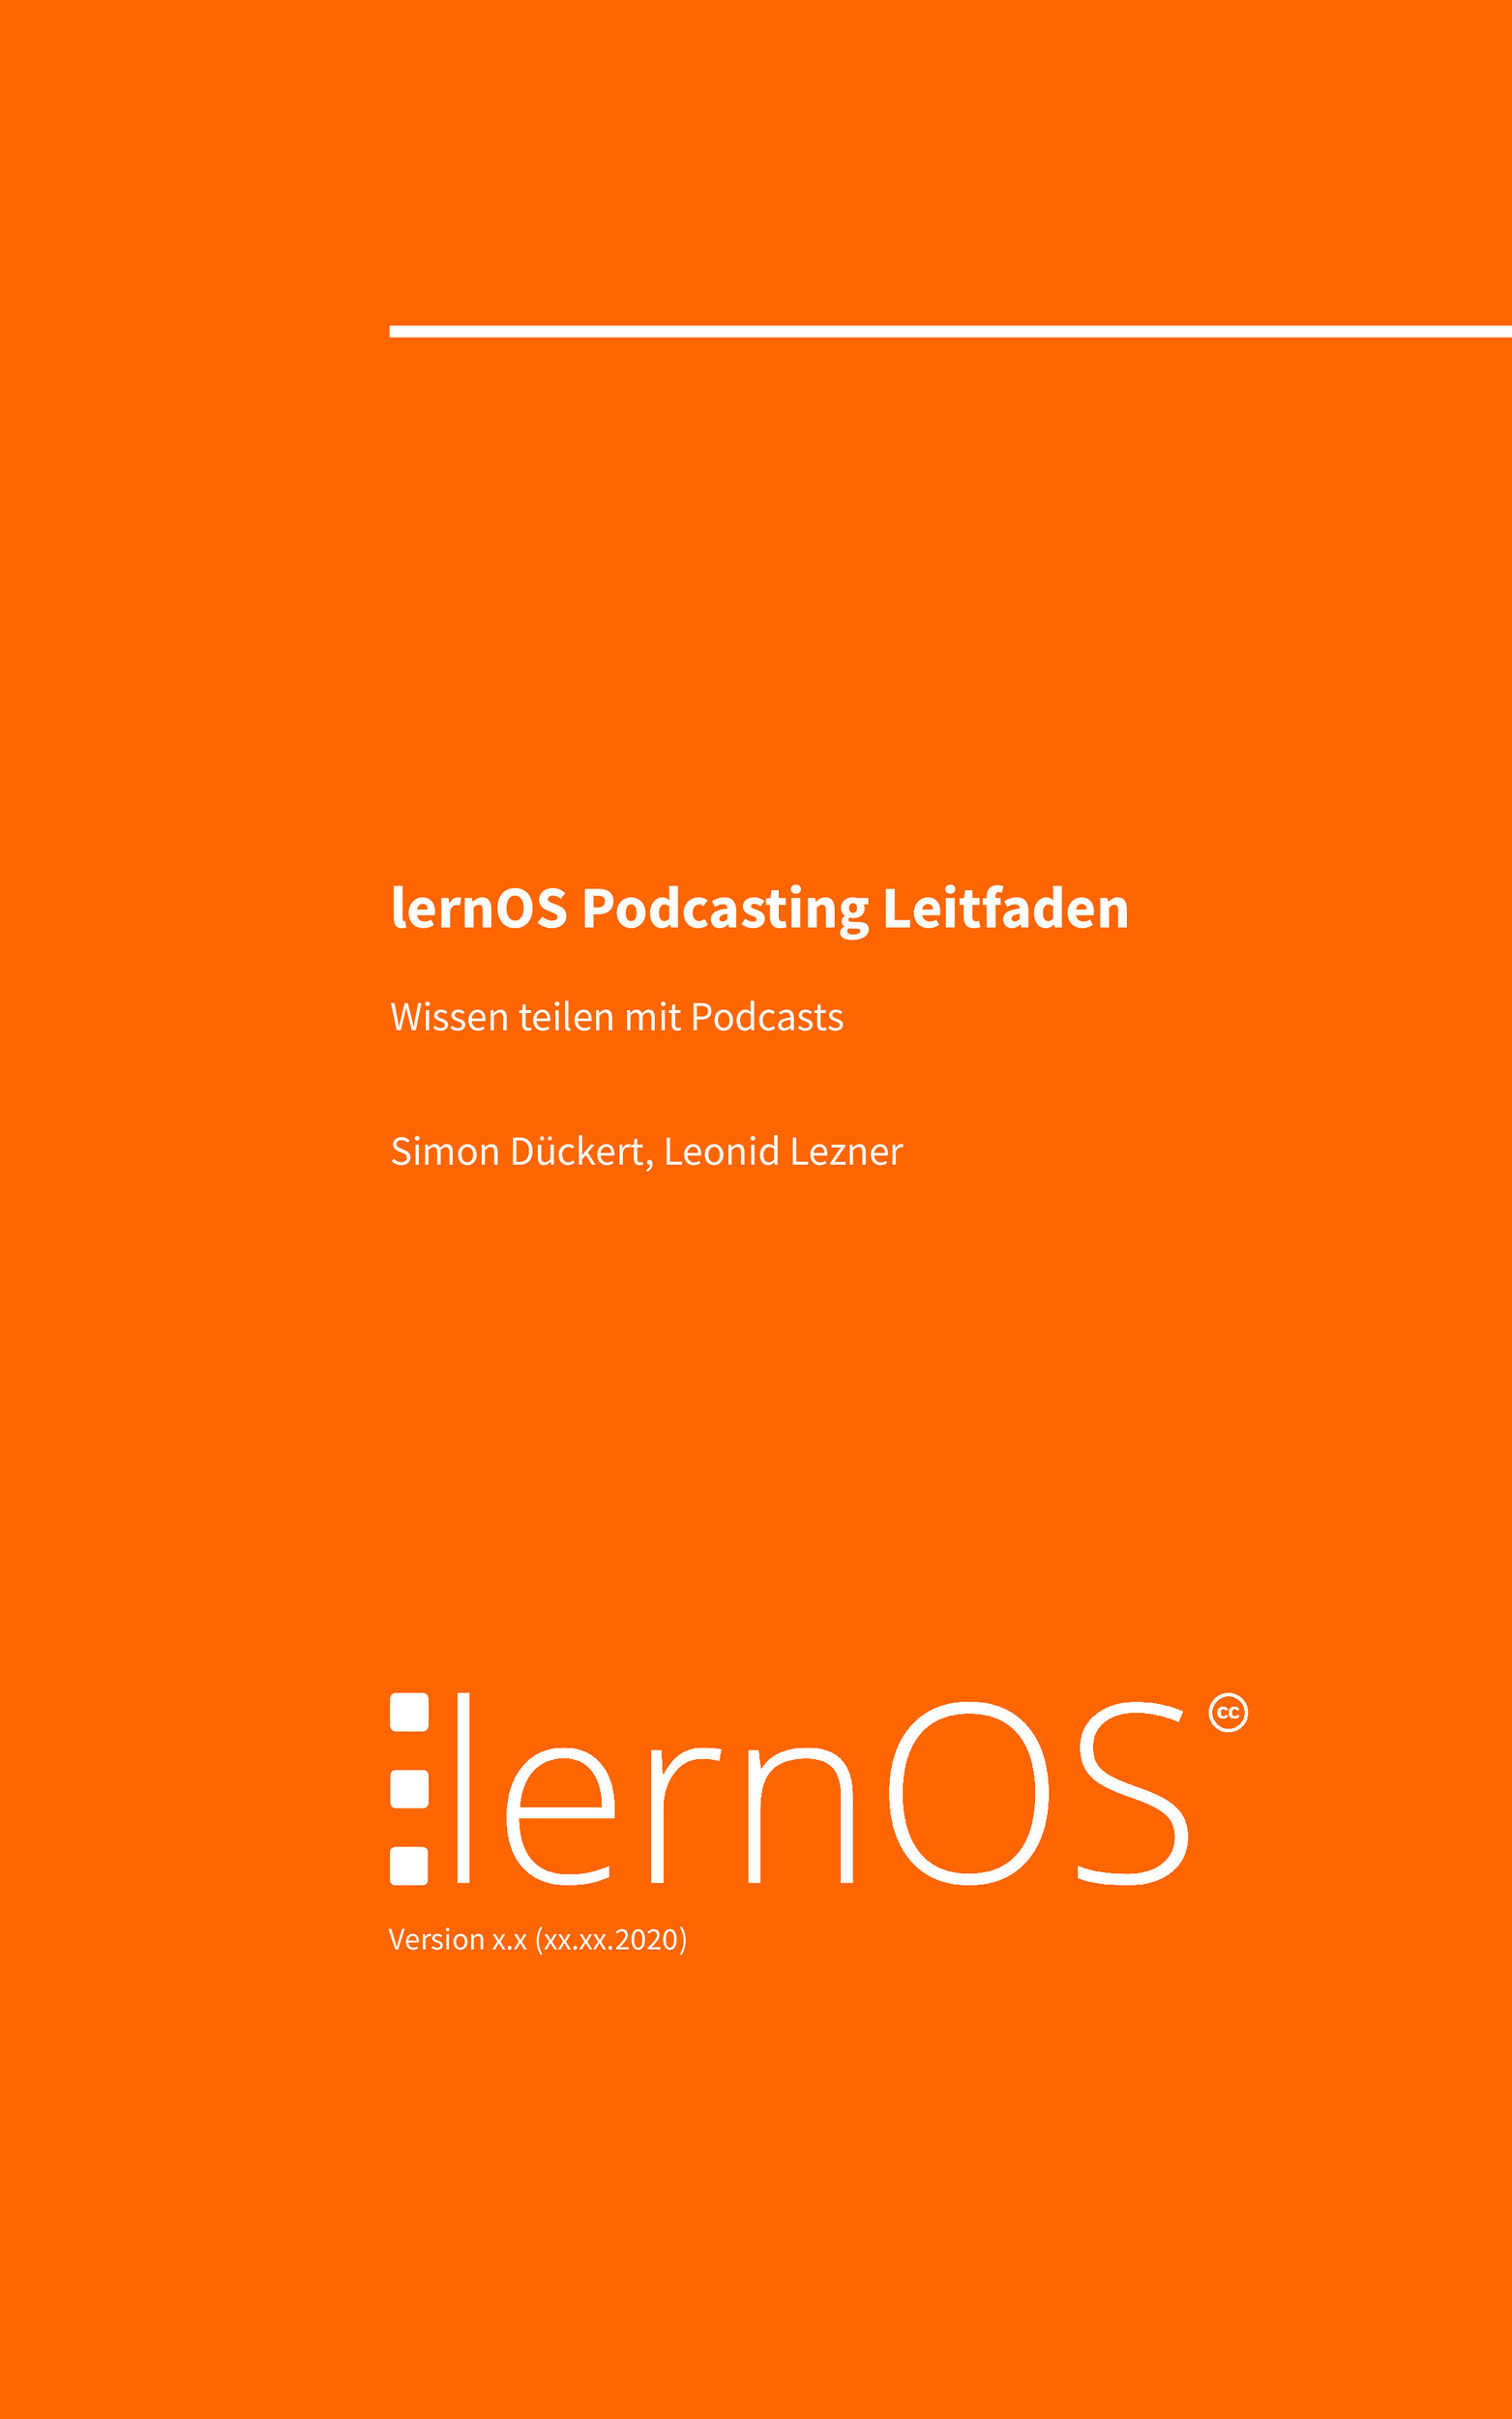 lernOS Podcasting Leitfaden
Wissen teilen mit Podcasts
Simon Dückert, Leonid Lezner
lernOS cc
Version x.x (xx.xx.2020)